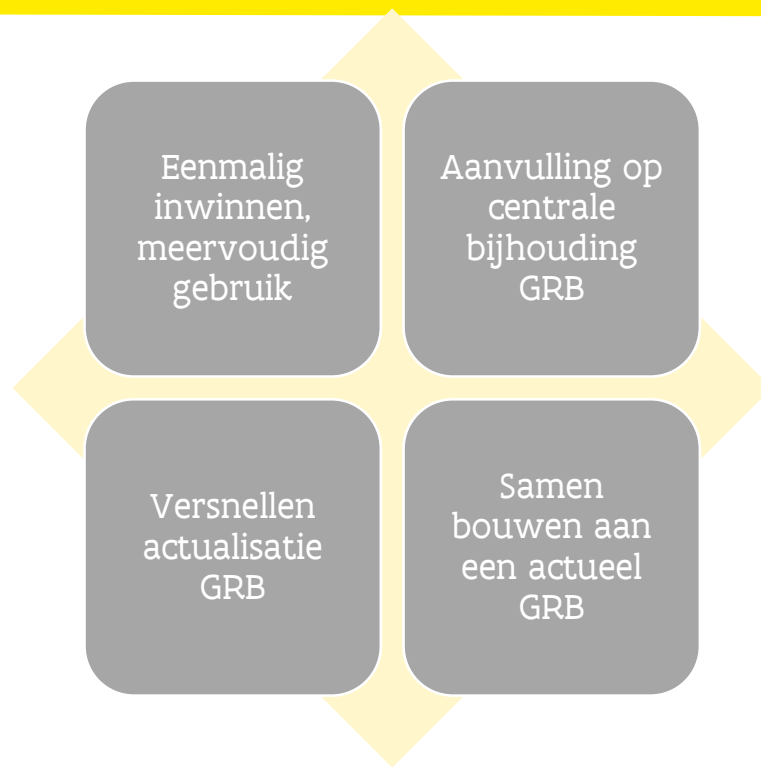 Eenmalig
inwinnen,
meervoudig
gebruik
Aanvulling op
centrale
bijhouding
GRB
Versnellen
actualisatie
GRB
Samen
bouwen aan
een actueel
GRB